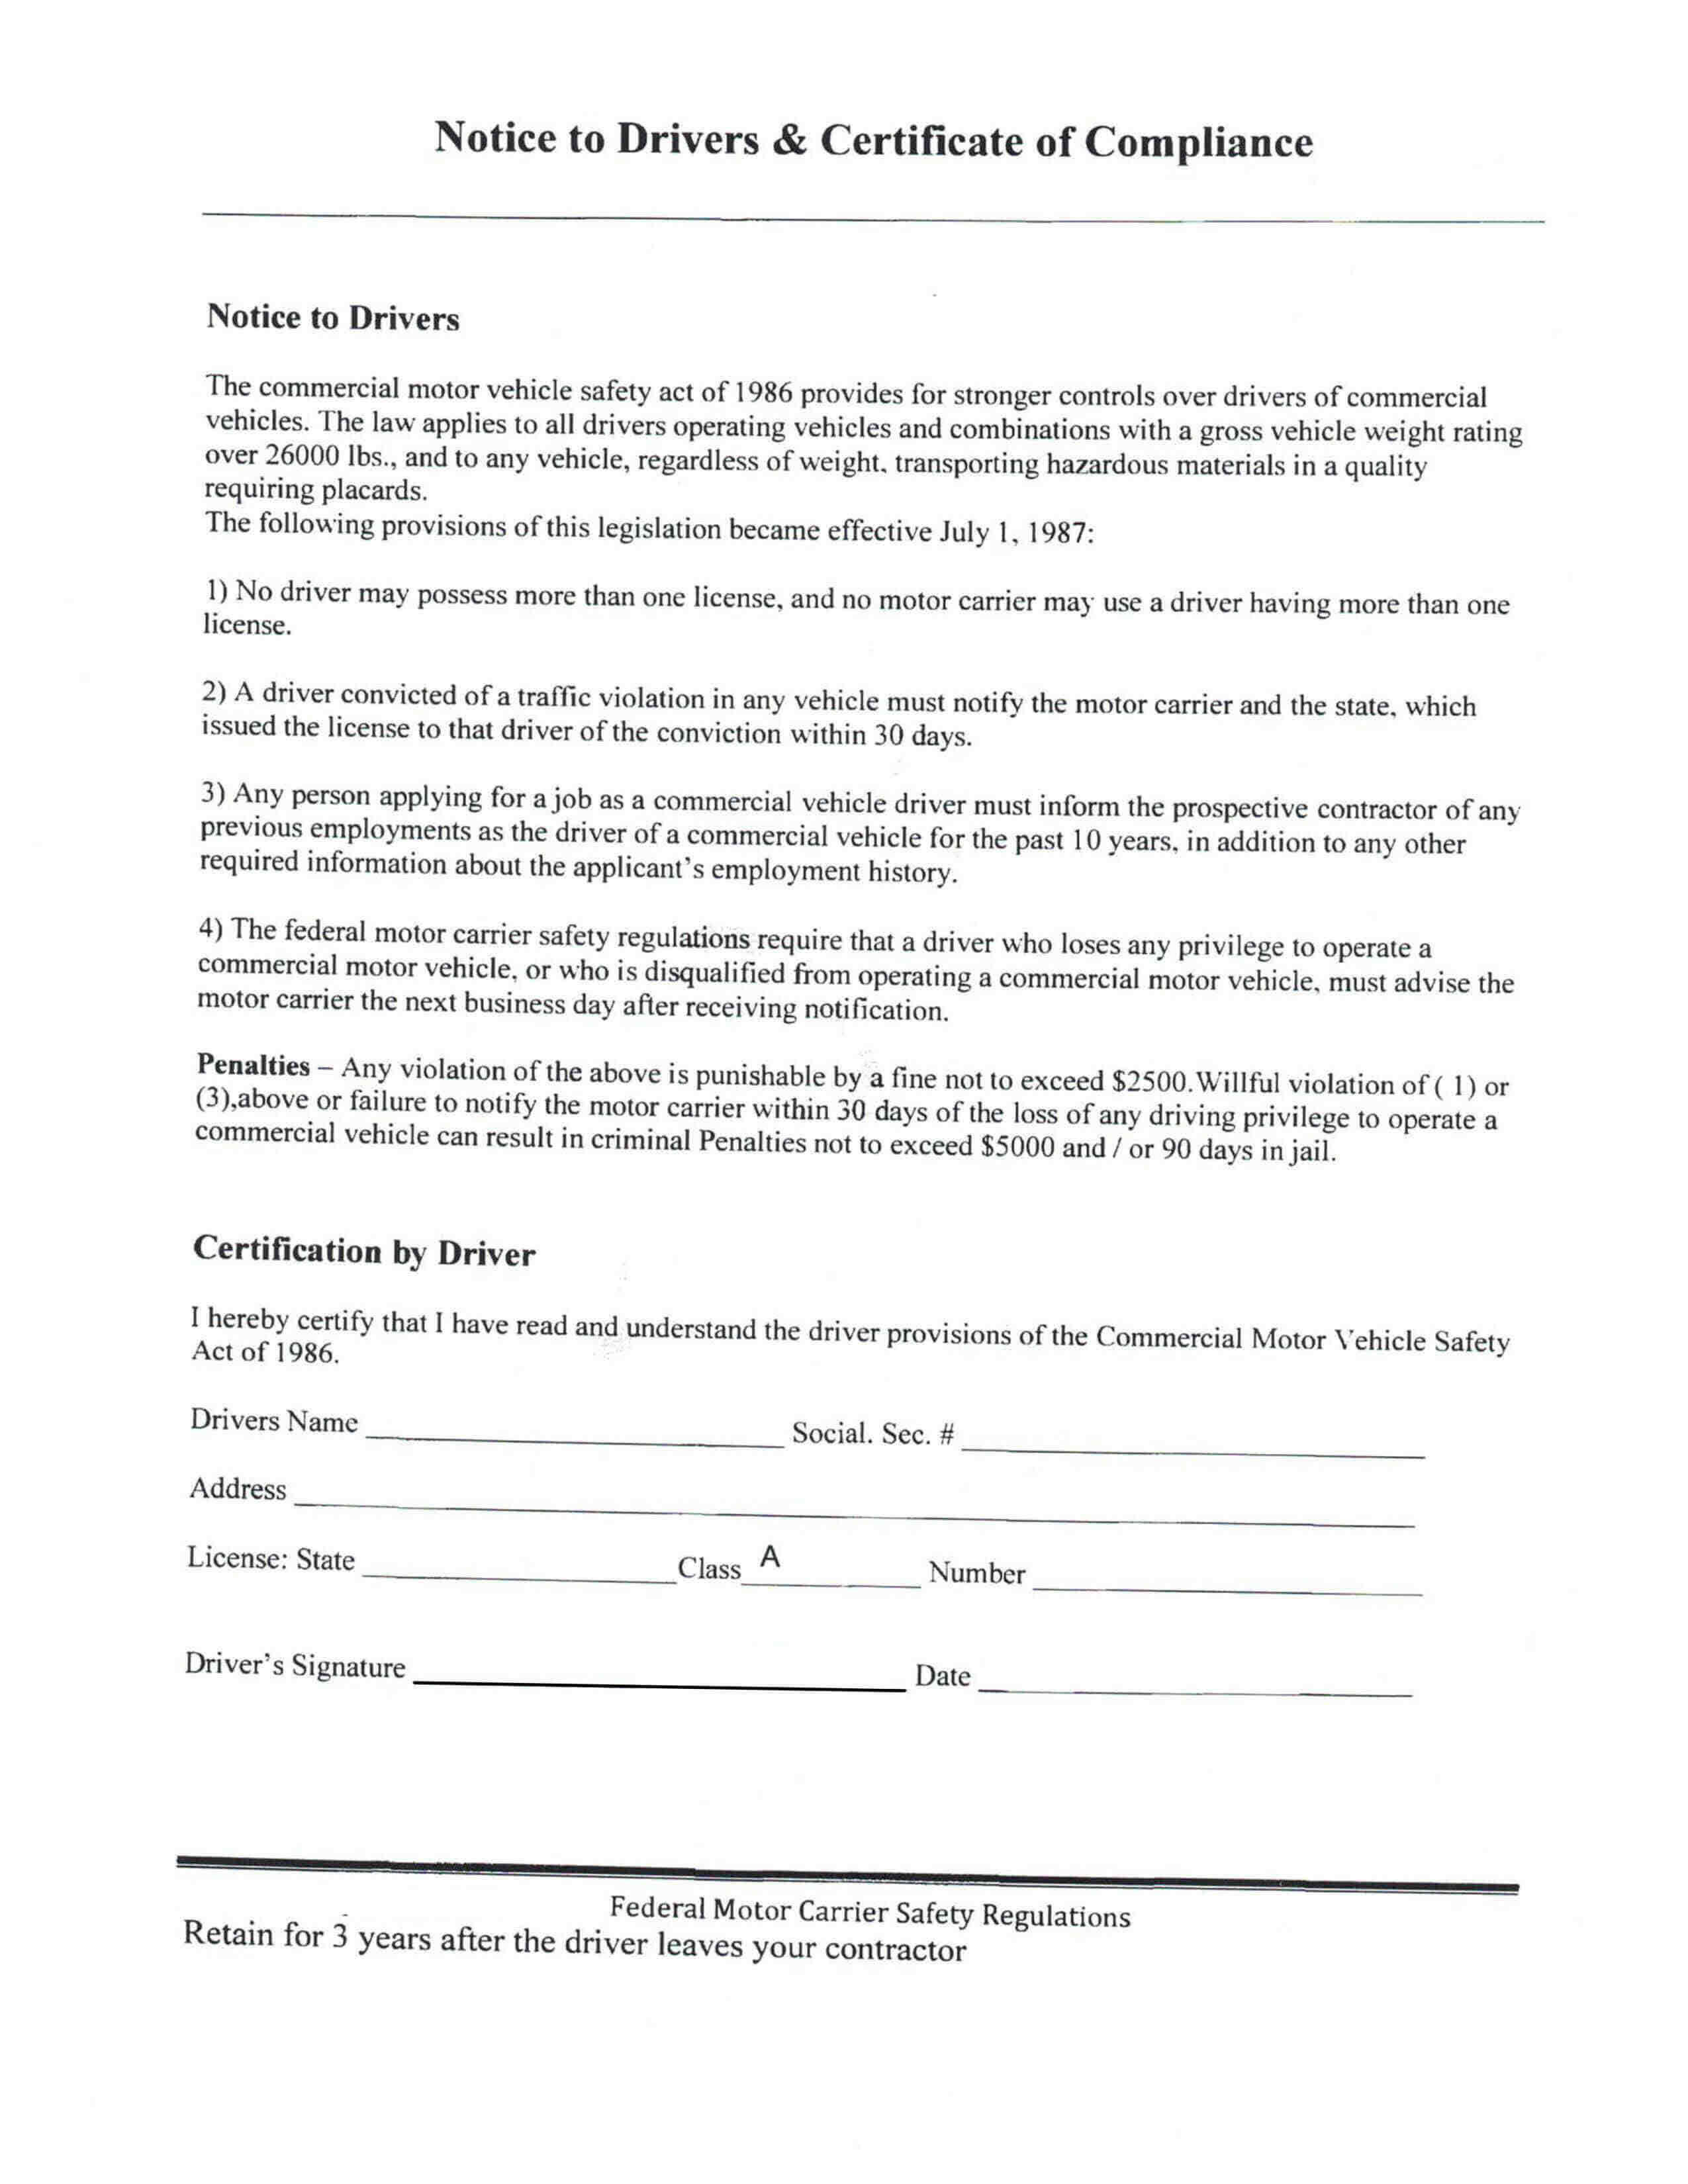 Notice to Drivers & Certificate of Compliance
Notice to Drivers
The commercial motor vehicle safety act of 1986 provides for stronger controls over drivers of commercial
vehicles. The law applies to all drivers operating vehicles and combinations with a gross vehicle weight rating
over 26000 lbs., and to any vehicle, regardless of weight, transporting hazardous materials in a quality
requiring placards.
The following provisions of this legislation became effective July 1, 1987:
1) No driver may possess more than one license, and no motor carrier may use a driver having more than one
license.
2) A driver convicted of a traffic violation in any vehicle must notify the motor carrier and the state, which
issued the license to that driver of the conviction within 30 days.
3) Any person applying for a job as a commercial vehicle driver must inform the prospective contractor of any
previous employments as the driver of a commercial vehicle for the past 10 years, in addition to any other
required information about the applicant's employment history.
4) The federal motor carrier safety regulations require that a driver who loses any privilege to operate a
commercial motor vehicle, or who is disqualified from operating a commercial motor vehicle, must advise the
motor carrier the next business day after receiving notification.
Penalties – Any violation of the above is punishable by a fine not to exceed $2500.Willful violation of ( 1) or
(3),above or failure to notify the motor carrier within 30 days of the loss of any driving privilege to operate a
commercial vehicle can result in criminal Penalties not to exceed $5000 and / or 90 days in jail.
Certification by Driver
I hereby certify that I have read and understand the driver provisions of the Commercial Motor Vehicle Safety
Act of 1986.
Drivers Name Social. Sec. #
Address
License: State Class A Number
Driver's Signature Date
Federal Motor Carrier Safety Regulations
Retain for 3 years after the driver leaves your contractor